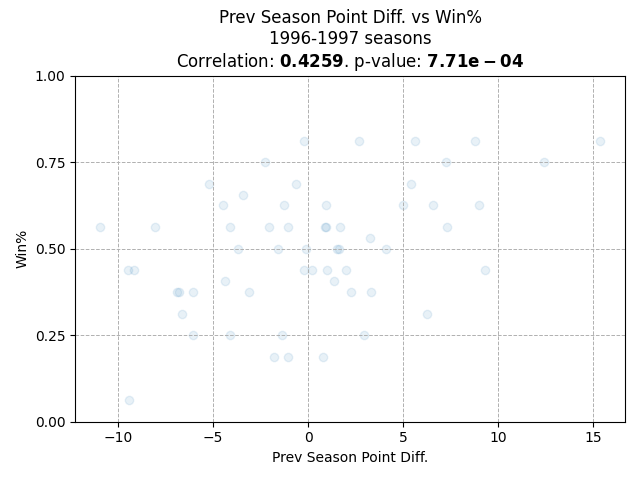 Prev Season Point Diff. vs Win%
1996-1997 seasons
Correlation: 0.4259. p-value: 7.71e − 04
1.00
0.75
0.50
0.25
0.00
Win%
−10
−5
0
5
10
15
Prev Season Point Diff.